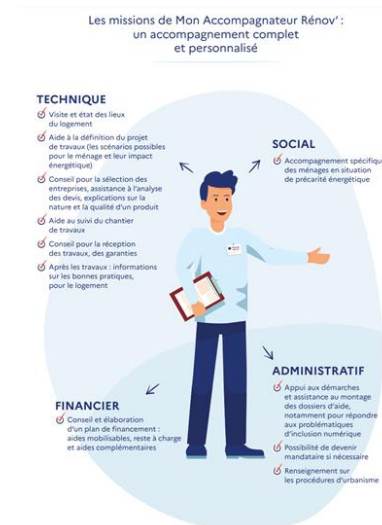 Les missions de Mon Accompagnateur Rénov' :
un accompagnement complet
et personnalisé
TECHNIQUE
Visite et état des lieux
du logement
Aide à la définition du projet
de travaux (les scénarios possibles
pour le ménage et leur impact
énergétique)
Conseil pour la sélection des
entreprises, assistance à l'analyse
des devis, explications sur la
nature et la qualité d'un produit
Aide au suivi du chantier
de travaux
Conseil pour la réception
des travaux, des garanties
Après les travaux : informations
sur les bonnes pratiques,
pour le logement
SOCIAL
Accompagnement spécifique
des ménages en situation
de précarité énergétique
FINANCIER
Conseil et élaboration
d'un plan de financement :
aides mobilisables, reste à charge
et aides complémentaires
ADMINISTRATIF
Appui aux démarches
et assistance au montage
des dossiers d'aide,
notamment pour répondre
aux problématiques
d'inclusion numérique
Possibilité de devenir
mandataire si nécessaire
Renseignement sur
les procédures d'urbanisme